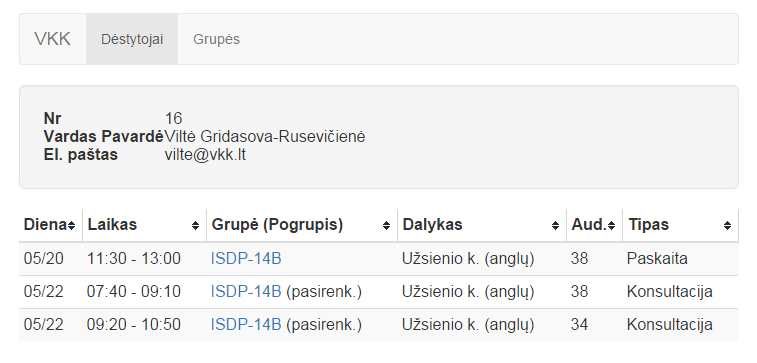 VKK Dėstytojai Grupės
Nr 16
Vardas Pavardė Viltė Gridasova-Rusevičienė
El. paštas vilte@vkk.lt
Diena Laikas Grupė (Pogrupis) Dalykas Aud. Tipas
05/20 11:30 - 13:00 ISDP-14B Užsienio k. (anglų) 38 Paskaita
05/22 07:40 - 09:10 ISDP-14B (pasirenk.) Užsienio k. (anglų) 38 Konsultacija
05/22 09:20 - 10:50 ISDP-14B (pasirenk.) Užsienio k. (anglų) 34 Konsultacija